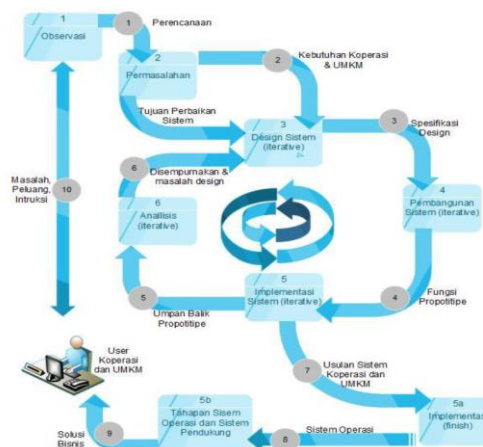 1
Observasi
1
Perencanaan
2
Permasalahan
2
Kebutuhan Koperasi
& UMKM
Tujuan Perbaikan
Sistem
3
Design Sistem
(iterative)
3
Spesifikasi
Design
6
Disempurnakan &
masalah design
4
Pembangunan
Sistem (iterative)
Masalah,
Peluang,
Intruksi
10
6
Anallisis
(iterative)
5
Implementasi
Sistem (iterative)
4
Fungsi
Propotitipe
5
Umpan Balik
Propotitipe
User
Koperasi
dan UMKM
7
Usulan Sistem
Koperasi dan
UMKM
5b
Tahapan Sisem
Operasi dan Sistem
Pendukung
5a
Implementasi
(finish)
Sistem Operasi
8
9
Solusi
Bisnis